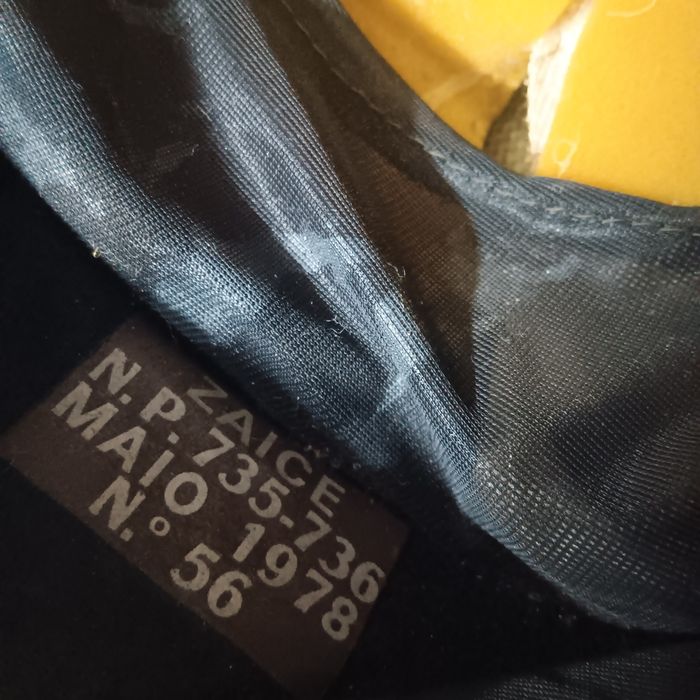 ZAICE
N.P. 735-736
MAIO 1978
N.º 56